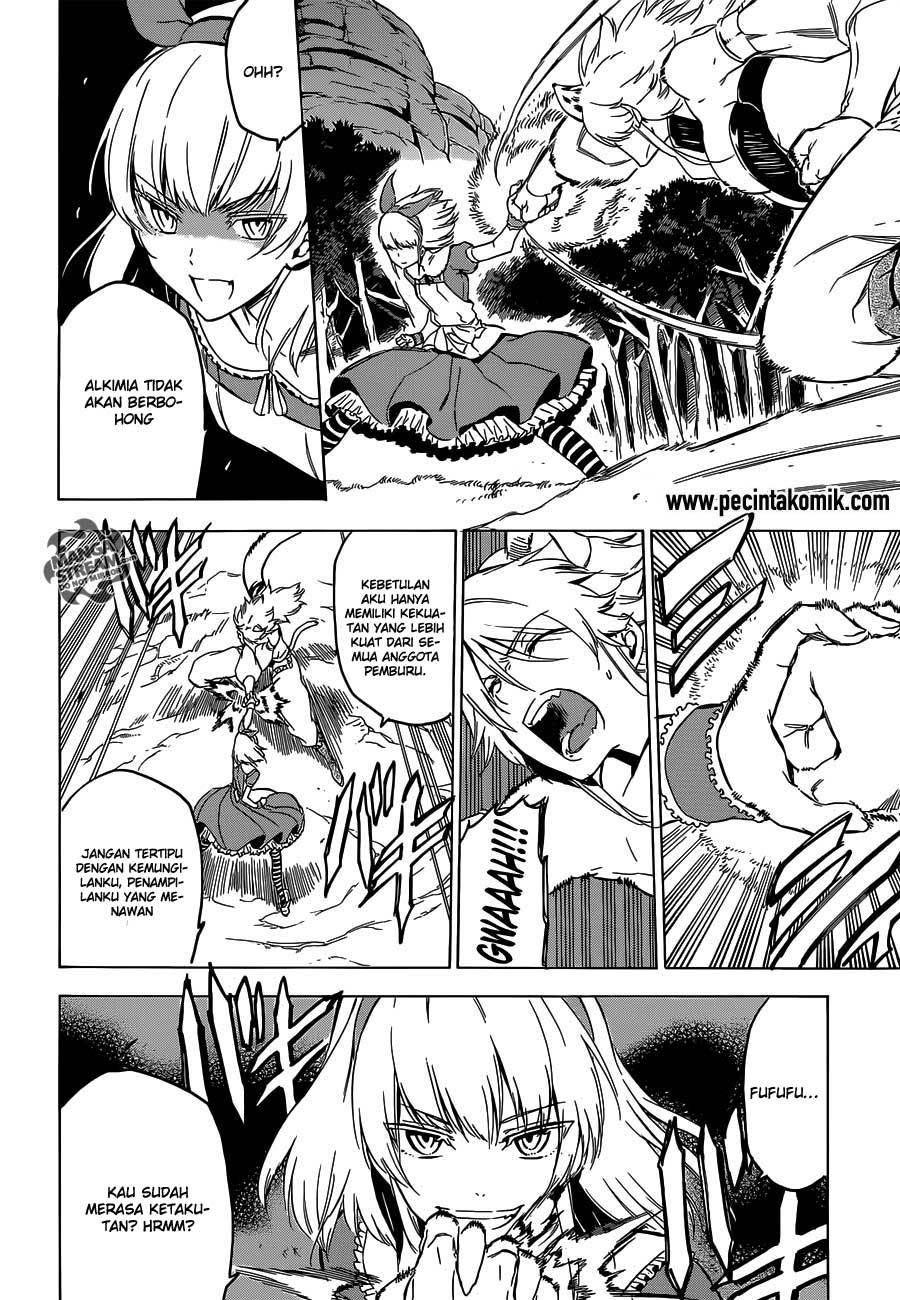 OHH?
ALKIMIA TIDAK
AKAN BERBO-
HONG
www.pecintakomik.com
MANGA
STREAM
KEBETULAN
AKU HANYA
MEMILIKI KEKUA-
TAN YANG LEBIH
KUAT DARI SE-
MUA ANGGOTA
PEMBURU.
JANGAN TERTIPU
DENGAN KEMUNGI-
LANKU, PENAMPI-
LANKU YANG ME-
NAWAN
GWAAAH!!!
FUFUFU...
KAU SUDAH
MERASA KETAKU-
TAN? HRMM?